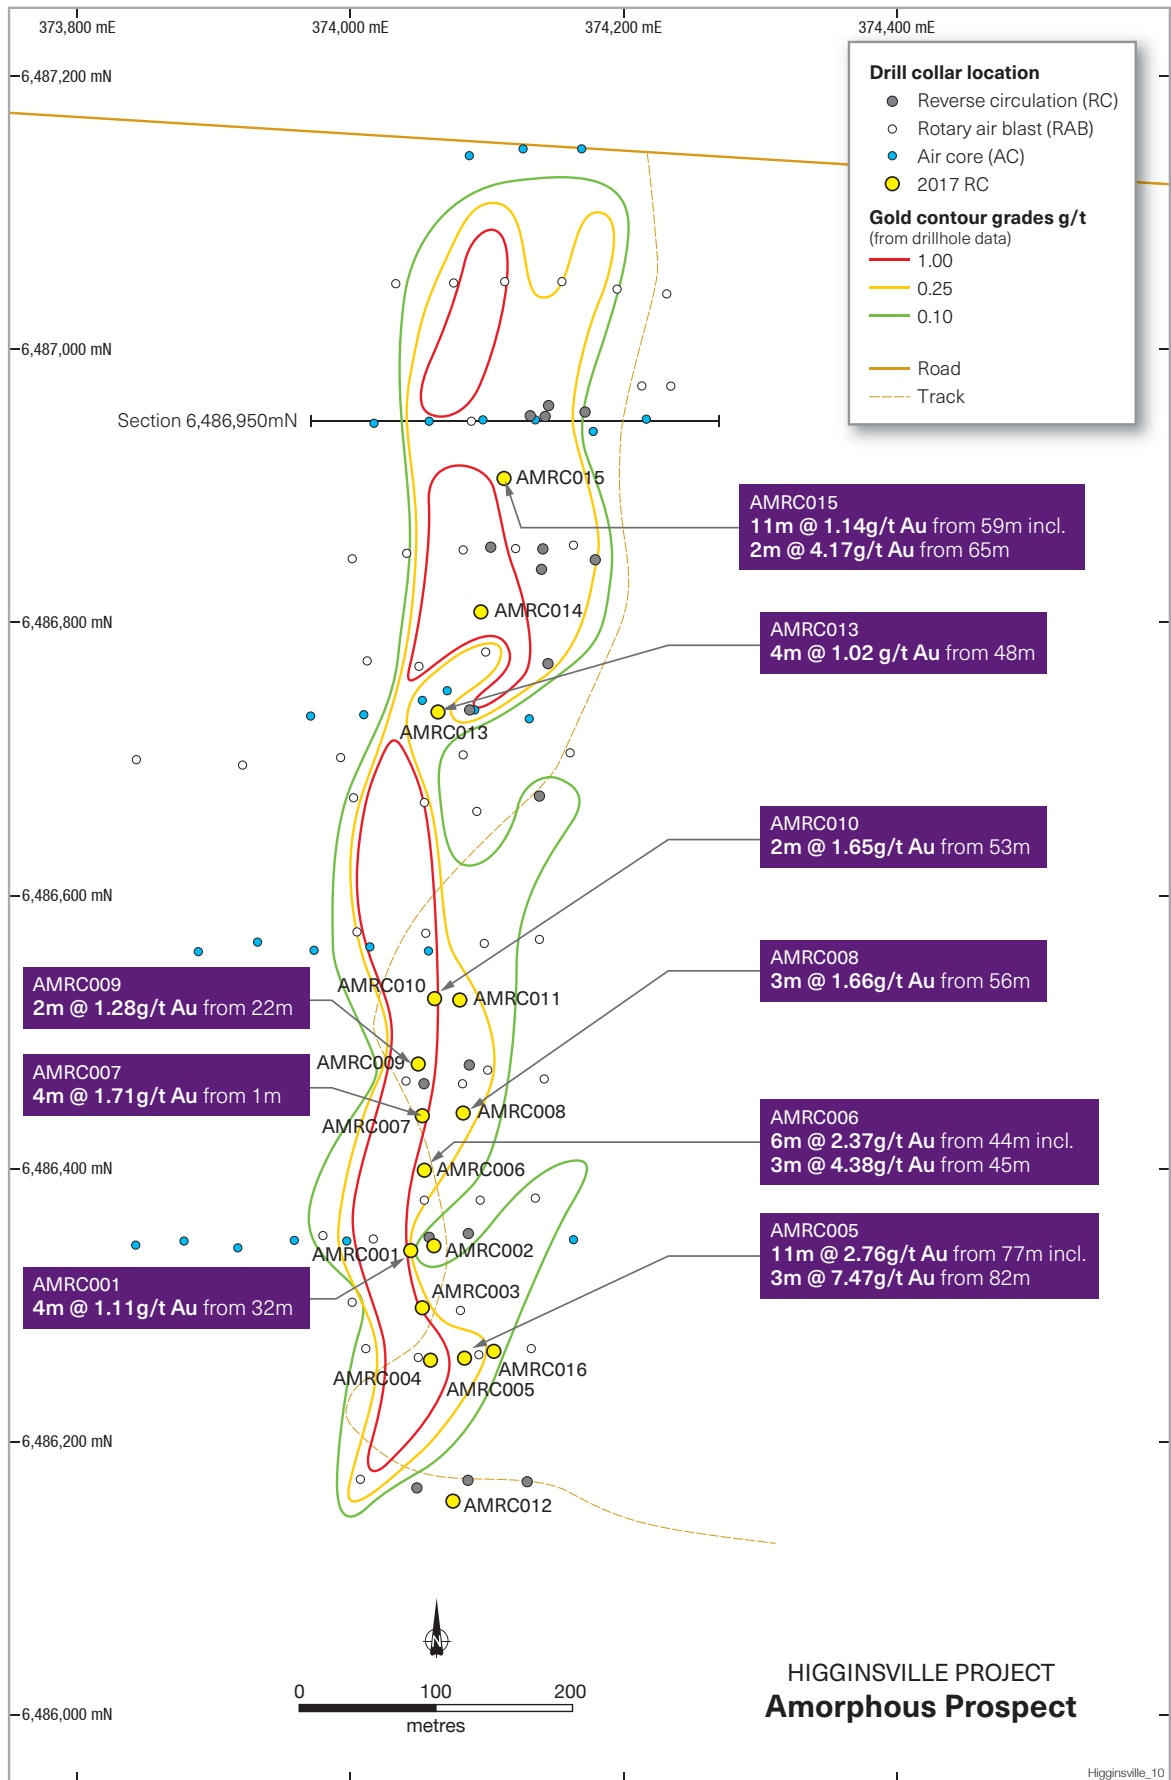 373,800 mE
374,000 mE
374,200 mE
374,400 mE
6,487,200 mN
Drill collar location
Reverse circulation (RC)
Rotary air blast (RAB)
Air core (AC)
2017 RC
Gold contour grades g/t
(from drillhole data)
1.00
0.25
0.10
Road
Track
6,487,000 mN
Section 6,486,950mN
AMRC015
AMRC015
11m @ 1.14g/t Au from 59m incl.
2m @ 4.17g/t Au from 65m
6,486,800 mN
AMRC014
AMRC013
4m @ 1.02 g/t Au from 48m
AMRC013
AMRC010
2m @ 1.65g/t Au from 53m
6,486,600 mN
AMRC009
2m @ 1.28g/t Au from 22m
AMRC010
AMRC011
AMRC008
3m @ 1.66g/t Au from 56m
AMRC009
AMRC007
4m @ 1.71g/t Au from 1m
AMRC008
AMRC007
AMRC006
6m @ 2.37g/t Au from 44m incl.
3m @ 4.38g/t Au from 45m
6,486,400 mN
AMRC006
AMRC001
AMRC002
AMRC005
11m @ 2.76g/t Au from 77m incl.
3m @ 7.47g/t Au from 82m
AMRC001
4m @ 1.11g/t Au from 32m
AMRC003
AMRC004
AMRC016
AMRC005
6,486,200 mN
AMRC012
N
0
100
200
metres
HIGGINSVILLE PROJECT
Amorphous Prospect
6,486,000 mN
Higginsville_10